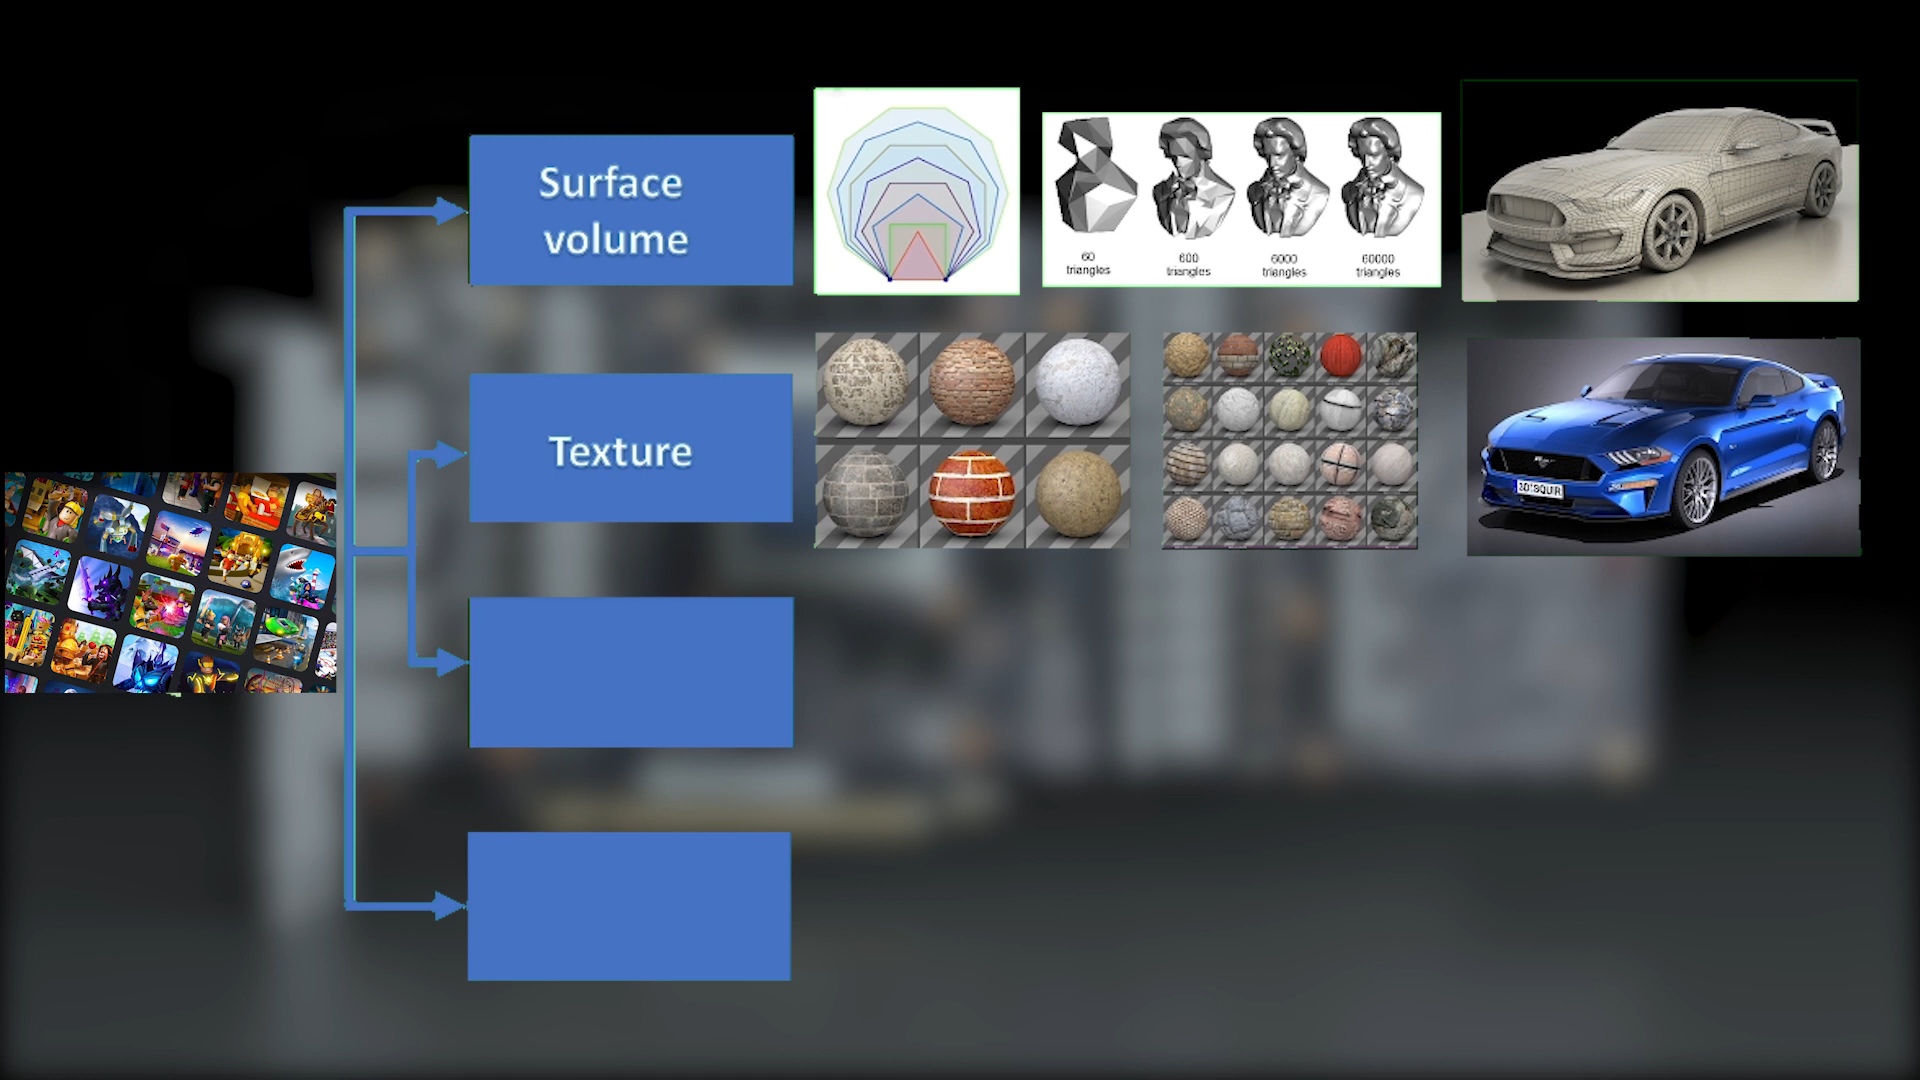 Surface
volume
60
triangles
600
triangles
6000
triangles
60000
triangles
Texture